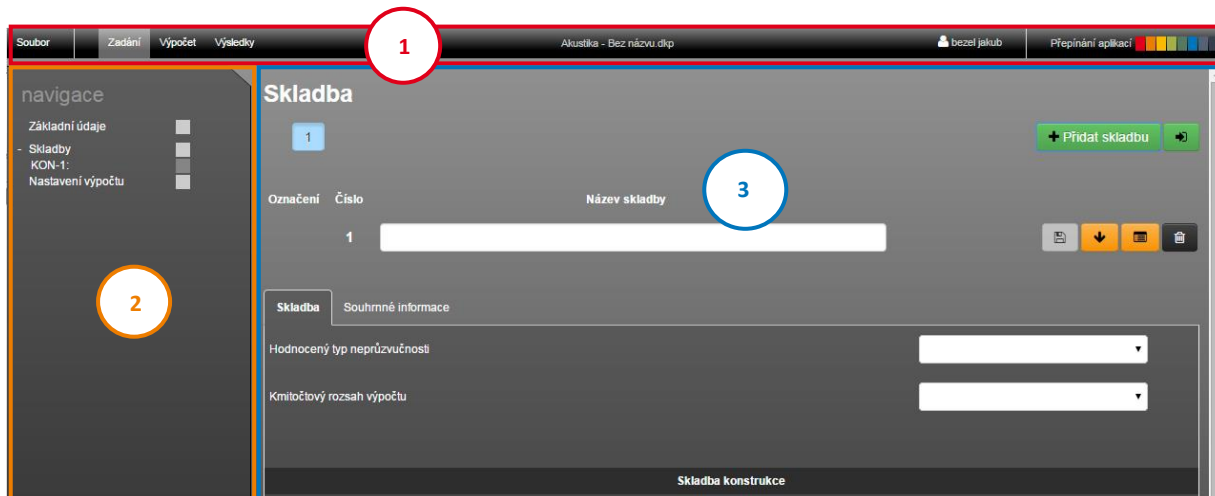 Soubor Zadání Výpočet Výsledky 1 Akustika - Bez názvu.dkp bezel jakub Přepínání aplikací
navigace
Základní údaje
- Skladby
KON-1:
Nastavení výpočtu
2
Skladba
1 Přidat skladbu
Označení Číslo Název skladby 3
1
Skladba Souhrnné informace
Hodnocený typ neprůzvučnosti
Kmitočtový rozsah výpočtu
Skladba konstrukce